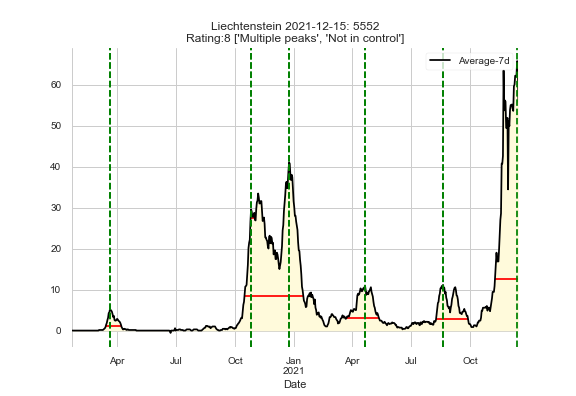 Liechtenstein 2021-12-15: 5552
Rating:8 ['Multiple peaks', 'Not in control']
Average-7d
60
50
40
30
20
10
0
Apr
Jul
Oct
Jan
2021
Apr
Jul
Oct
Date